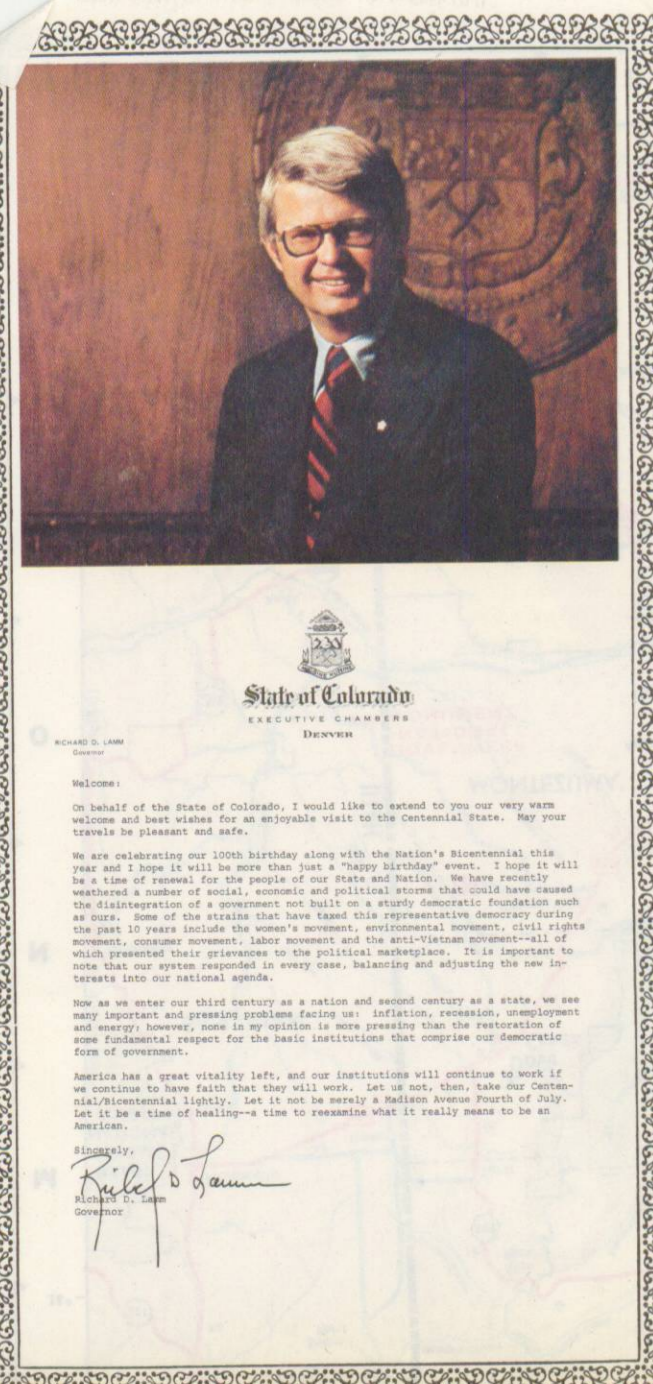 State of Colorado
EXECUTIVE CHAMBERS
DENVER
RICHARD D. LAMM
Governor
Welcome:
On behalf of the State of Colorado, I would like to extend to you our very warm
welcome and best wishes for an enjoyable visit to the Centennial State. May your
travels be pleasant and safe.
We are celebrating our 100th birthday along with the Nation's Bicentennial this
year and I hope it will be more than just a "happy birthday" event. I hope it will
be a time of renewal for the people of our State and Nation. We have recently
weathered a number of social, economic and political storms that could have caused
the disintegration of a government not built on a sturdy democratic foundation such
as ours. Some of the strains that have taxed this representative democracy during
the past 10 years include the women's movement, environmental movement, civil rights
movement, consumer movement, labor movement and the anti-Vietnam movement--all of
which presented their grievances to the political marketplace. It is important to
note that our system responded in every case, balancing and adjusting the new in-
terests into our national agenda.
Now as we enter our third century as a nation and second century as a state, we see
many important and pressing problems facing us: inflation, recession, unemployment
and energy; however, none in my opinion is more pressing than the restoration of
some fundamental respect for the basic institutions that comprise our democratic
form of government.
America has a great vitality left, and our institutions will continue to work if
we continue to have faith that they will work. Let us not, then, take our Centen-
nial/Bicentennial lightly. Let it not be merely a Madison Avenue Fourth of July.
Let it be a time of healing--a time to reexamine what it really means to be an
American.
Sincerely,
Richard D Lamm
Richard D. Lamm
Governor